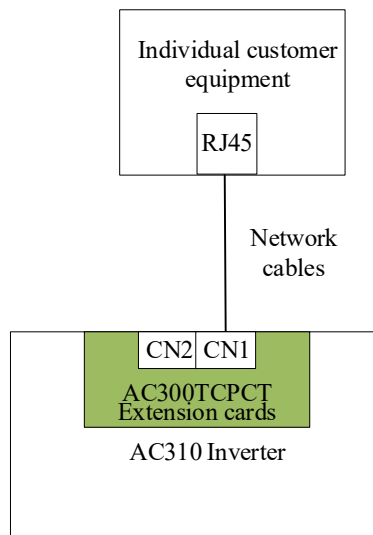 Individual customer
equipment
RJ45
Network
cables
CN2 CN1
AC300TCPCT
Extension cards
AC310 Inverter